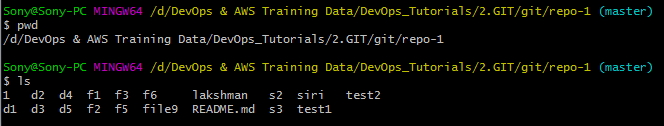 Sony@Sony-PC MINGW64 /d/DevOps & AWS Training Data/DevOps_Tutorials/2.GIT/git/repo-1 (master)
$ pwd
/d/DevOps & AWS Training Data/DevOps_Tutorials/2.GIT/git/repo-1
Sony@Sony-PC MINGW64 /d/DevOps & AWS Training Data/DevOps_Tutorials/2.GIT/git/repo-1 (master)
$ ls
1   d2  d4  f1  f3  f6     lakshman   s2  siri   test2
d1  d3  d5  f2  f5  file9  README.md  s3  test1